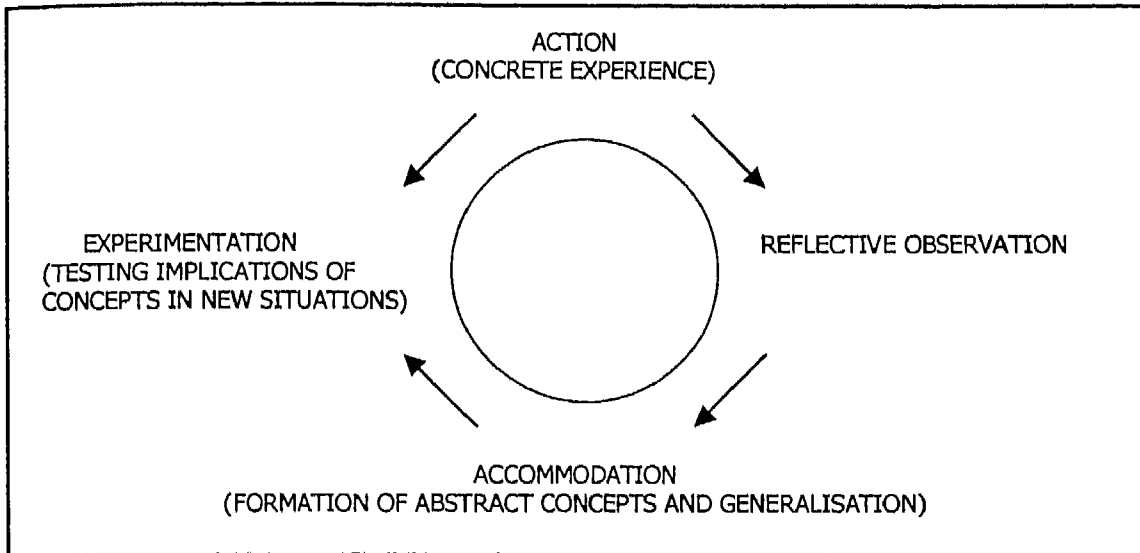 ACTION
(CONCRETE EXPERIENCE)
EXPERIMENTATION
(TESTING IMPLICATIONS OF
CONCEPTS IN NEW SITUATIONS)
REFLECTIVE OBSERVATION
ACCOMMODATION
(FORMATION OF ABSTRACT CONCEPTS AND GENERALISATION)